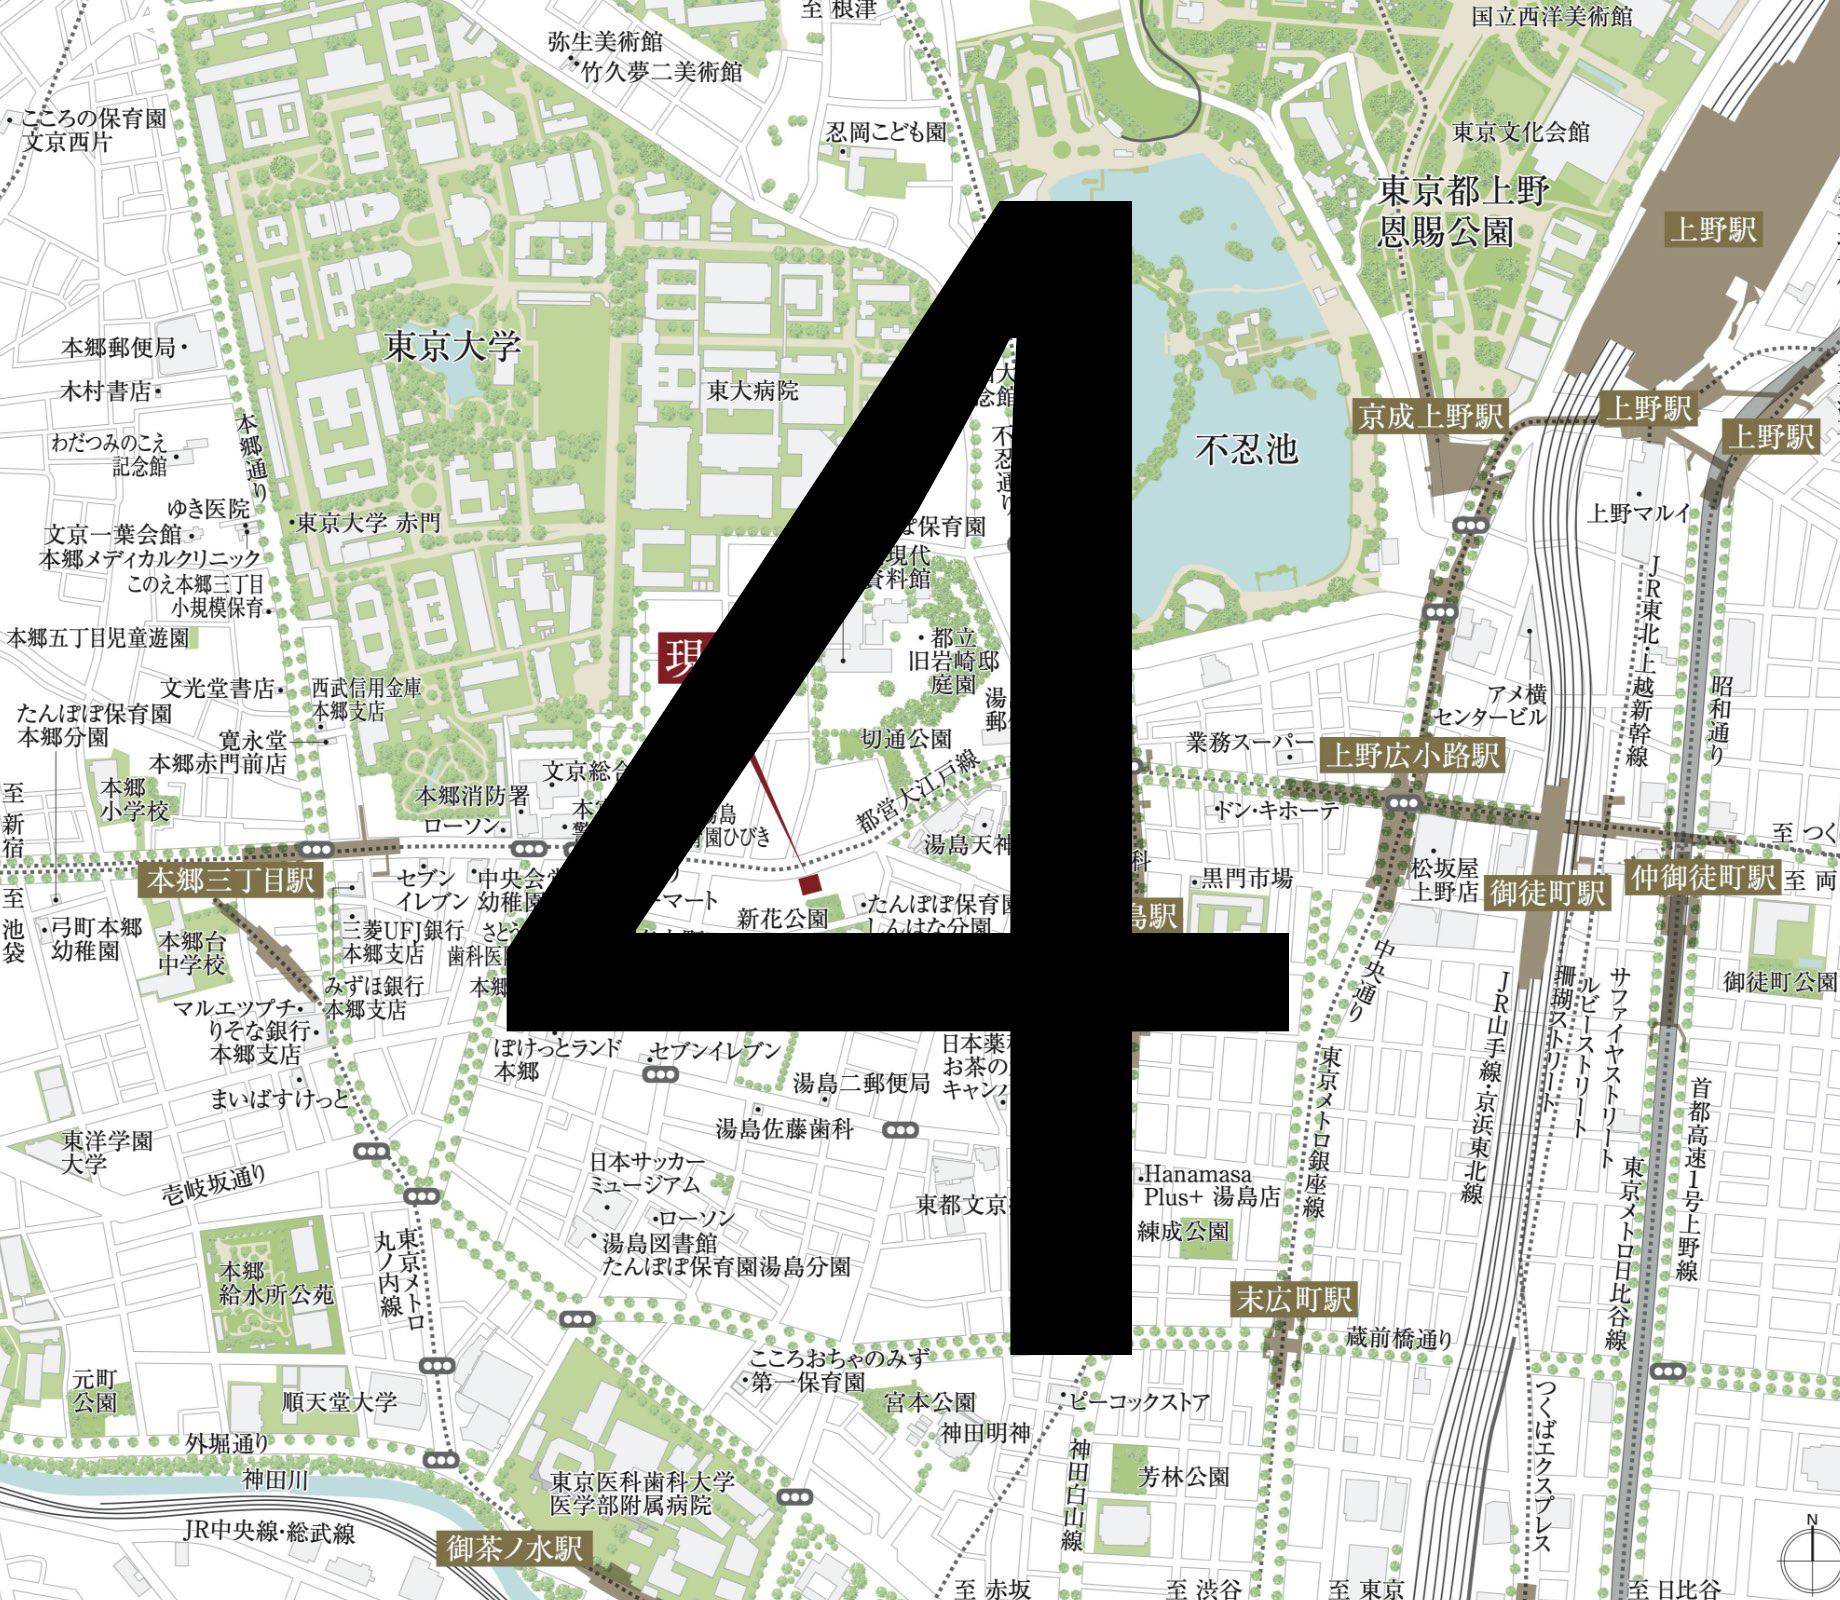 至 根津
弥生美術館
竹久夢二美術館
国立西洋美術館
こころの保育園
文京西片
忍岡こども園
東京文化会館
東京都上野
恩賜公園
上野駅
本郷郵便局
東京大学
木村書店
東大病院
わだつみのこえ
記念館
本郷通り
京成上野駅
上野駅
上野駅
不忍池
不忍通り
ゆき医院
文京一葉会館
東京大学 赤門
本郷メディカルクリニック
このえ本郷三丁目
小規模保育
保育園
現代
資料館
上野マルイ
JR東北・上越新幹線
本郷五丁目児童遊園
都立
旧岩崎邸
庭園
文光堂書店
西武信用金庫
本郷支店
たんぽぽ保育園
本郷分園
寛永堂
本郷赤門前店
切通公園
アメ横
センタービル
昭和通り
業務スーパー
上野広小路駅
至 新宿
本郷
小学校
本郷消防署
ローソン
都営大江戸線
ドン・キホーテ
湯島天神
至 つく
4
本郷三丁目駅
セブン
イレブン
中央会堂
幼稚園
マート
新花公園
たんぽぽ保育園
しんはな分園
黒門市場
松坂屋
上野店
御徒町駅
仲御徒町駅
至 両
至 池袋
弓町本郷
幼稚園
本郷台
中学校
三菱UFJ銀行
本郷支店
みずほ銀行
本郷支店
マルエツプチ
りそな銀行
本郷支店
中央通り
御徒町公園
JR山手線・京浜東北線
珊瑚ストリート
ルビーストリート
サファイヤストリート
ぽけっとランド
本郷
セブンイレブン
湯島二郵便局
日本薬
お茶の
キャンパ
まいばすけっと
湯島佐藤歯科
東京メトロ銀座線
首都高速1号上野線
東京メトロ日比谷線
東洋学園
大学
壱岐坂通り
日本サッカー
ミュージアム
ローソン
湯島図書館
たんぽぽ保育園湯島分園
東都文京
Hanamasa
Plus+ 湯島店
練成公園
本郷
給水所公苑
東京メトロ
丸ノ内線
末広町駅
蔵前橋通り
元町
公園
順天堂大学
こころおちゃのみず
第一保育園
宮本公園
神田明神
ピーコックストア
つくばエクスプレス
外堀通り
神田川
東京医科歯科大学
医学部附属病院
神田白山線
芳林公園
JR中央線・総武線
御茶ノ水駅
N
至 赤坂
至 渋谷
至 東京
至 日比谷